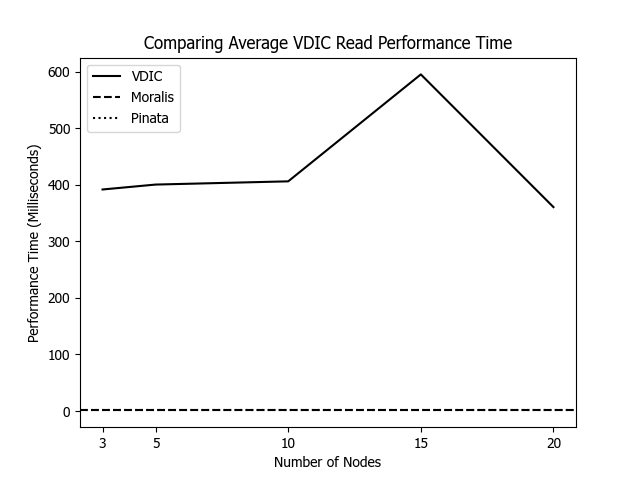 Comparing Average VDIC Read Performance Time
VDIC
Moralis
Pinata
Performance Time (Milliseconds)
600
500
400
300
200
100
0
3 5 10 15 20
Number of Nodes